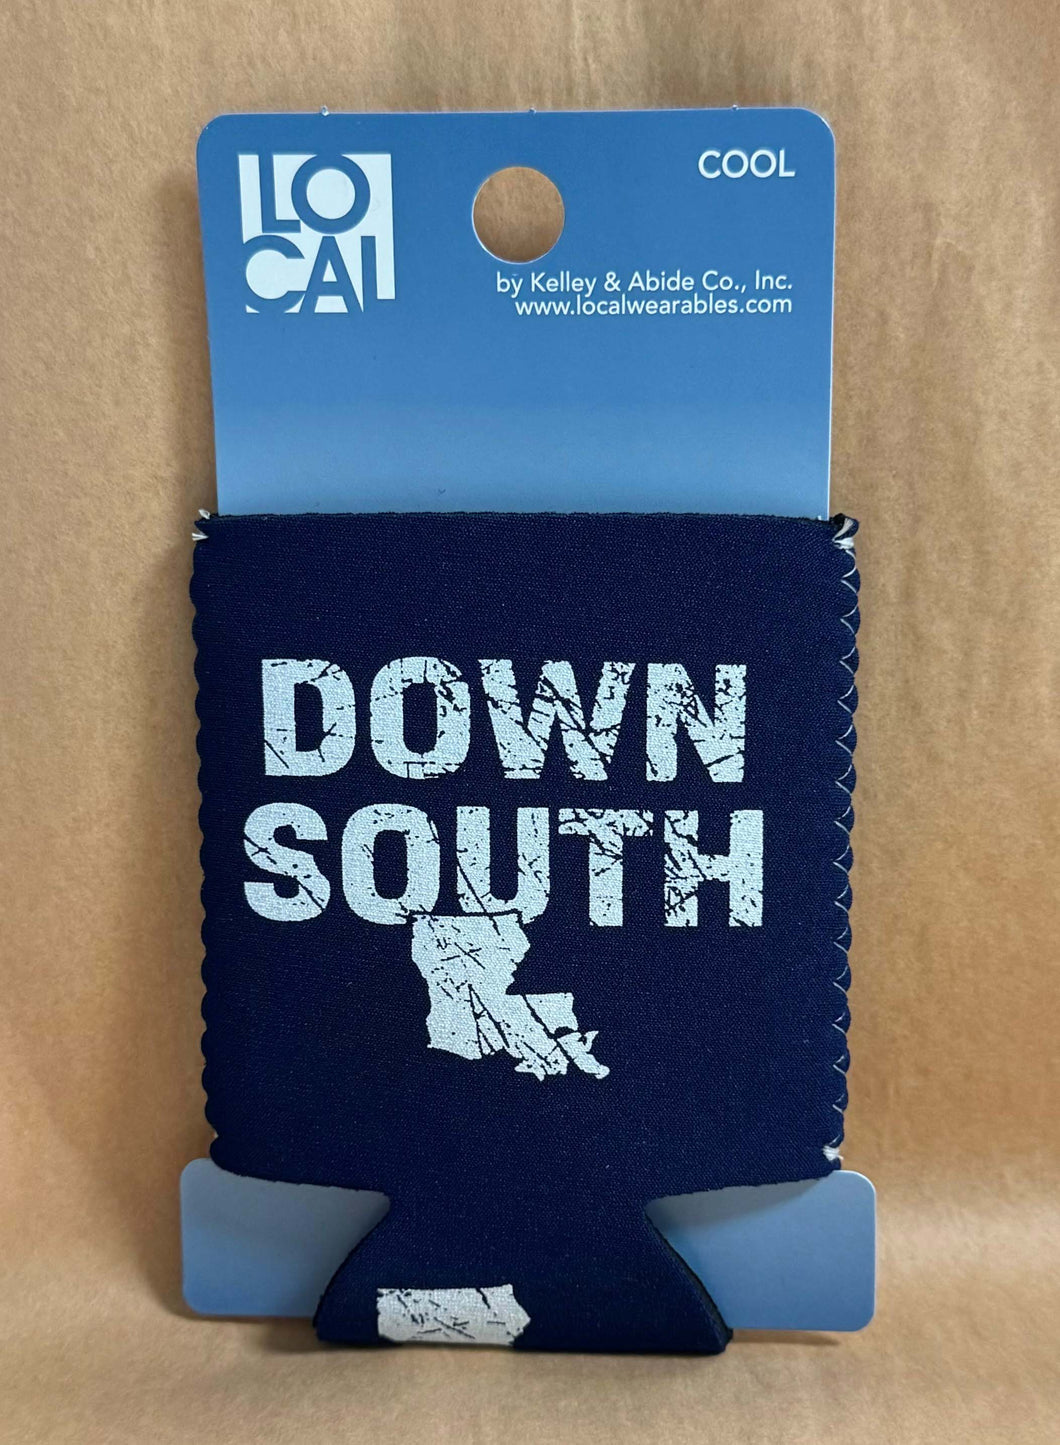 LO
CAL
COOL
by Kelley & Abide Co., Inc.
www.localwearables.com
DOWN
SOUTH